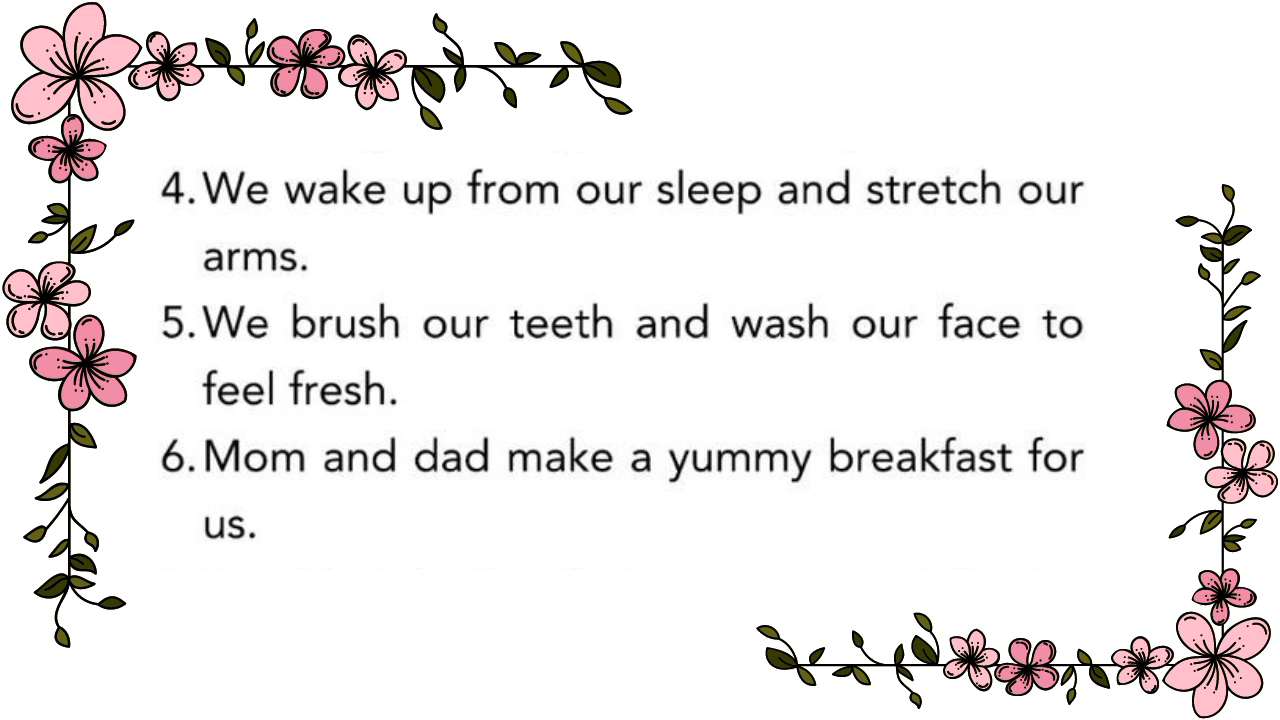 4. We wake up from our sleep and stretch our
arms.
5. We brush our teeth and wash our face to
feel fresh.
6. Mom and dad make a yummy breakfast for
us.